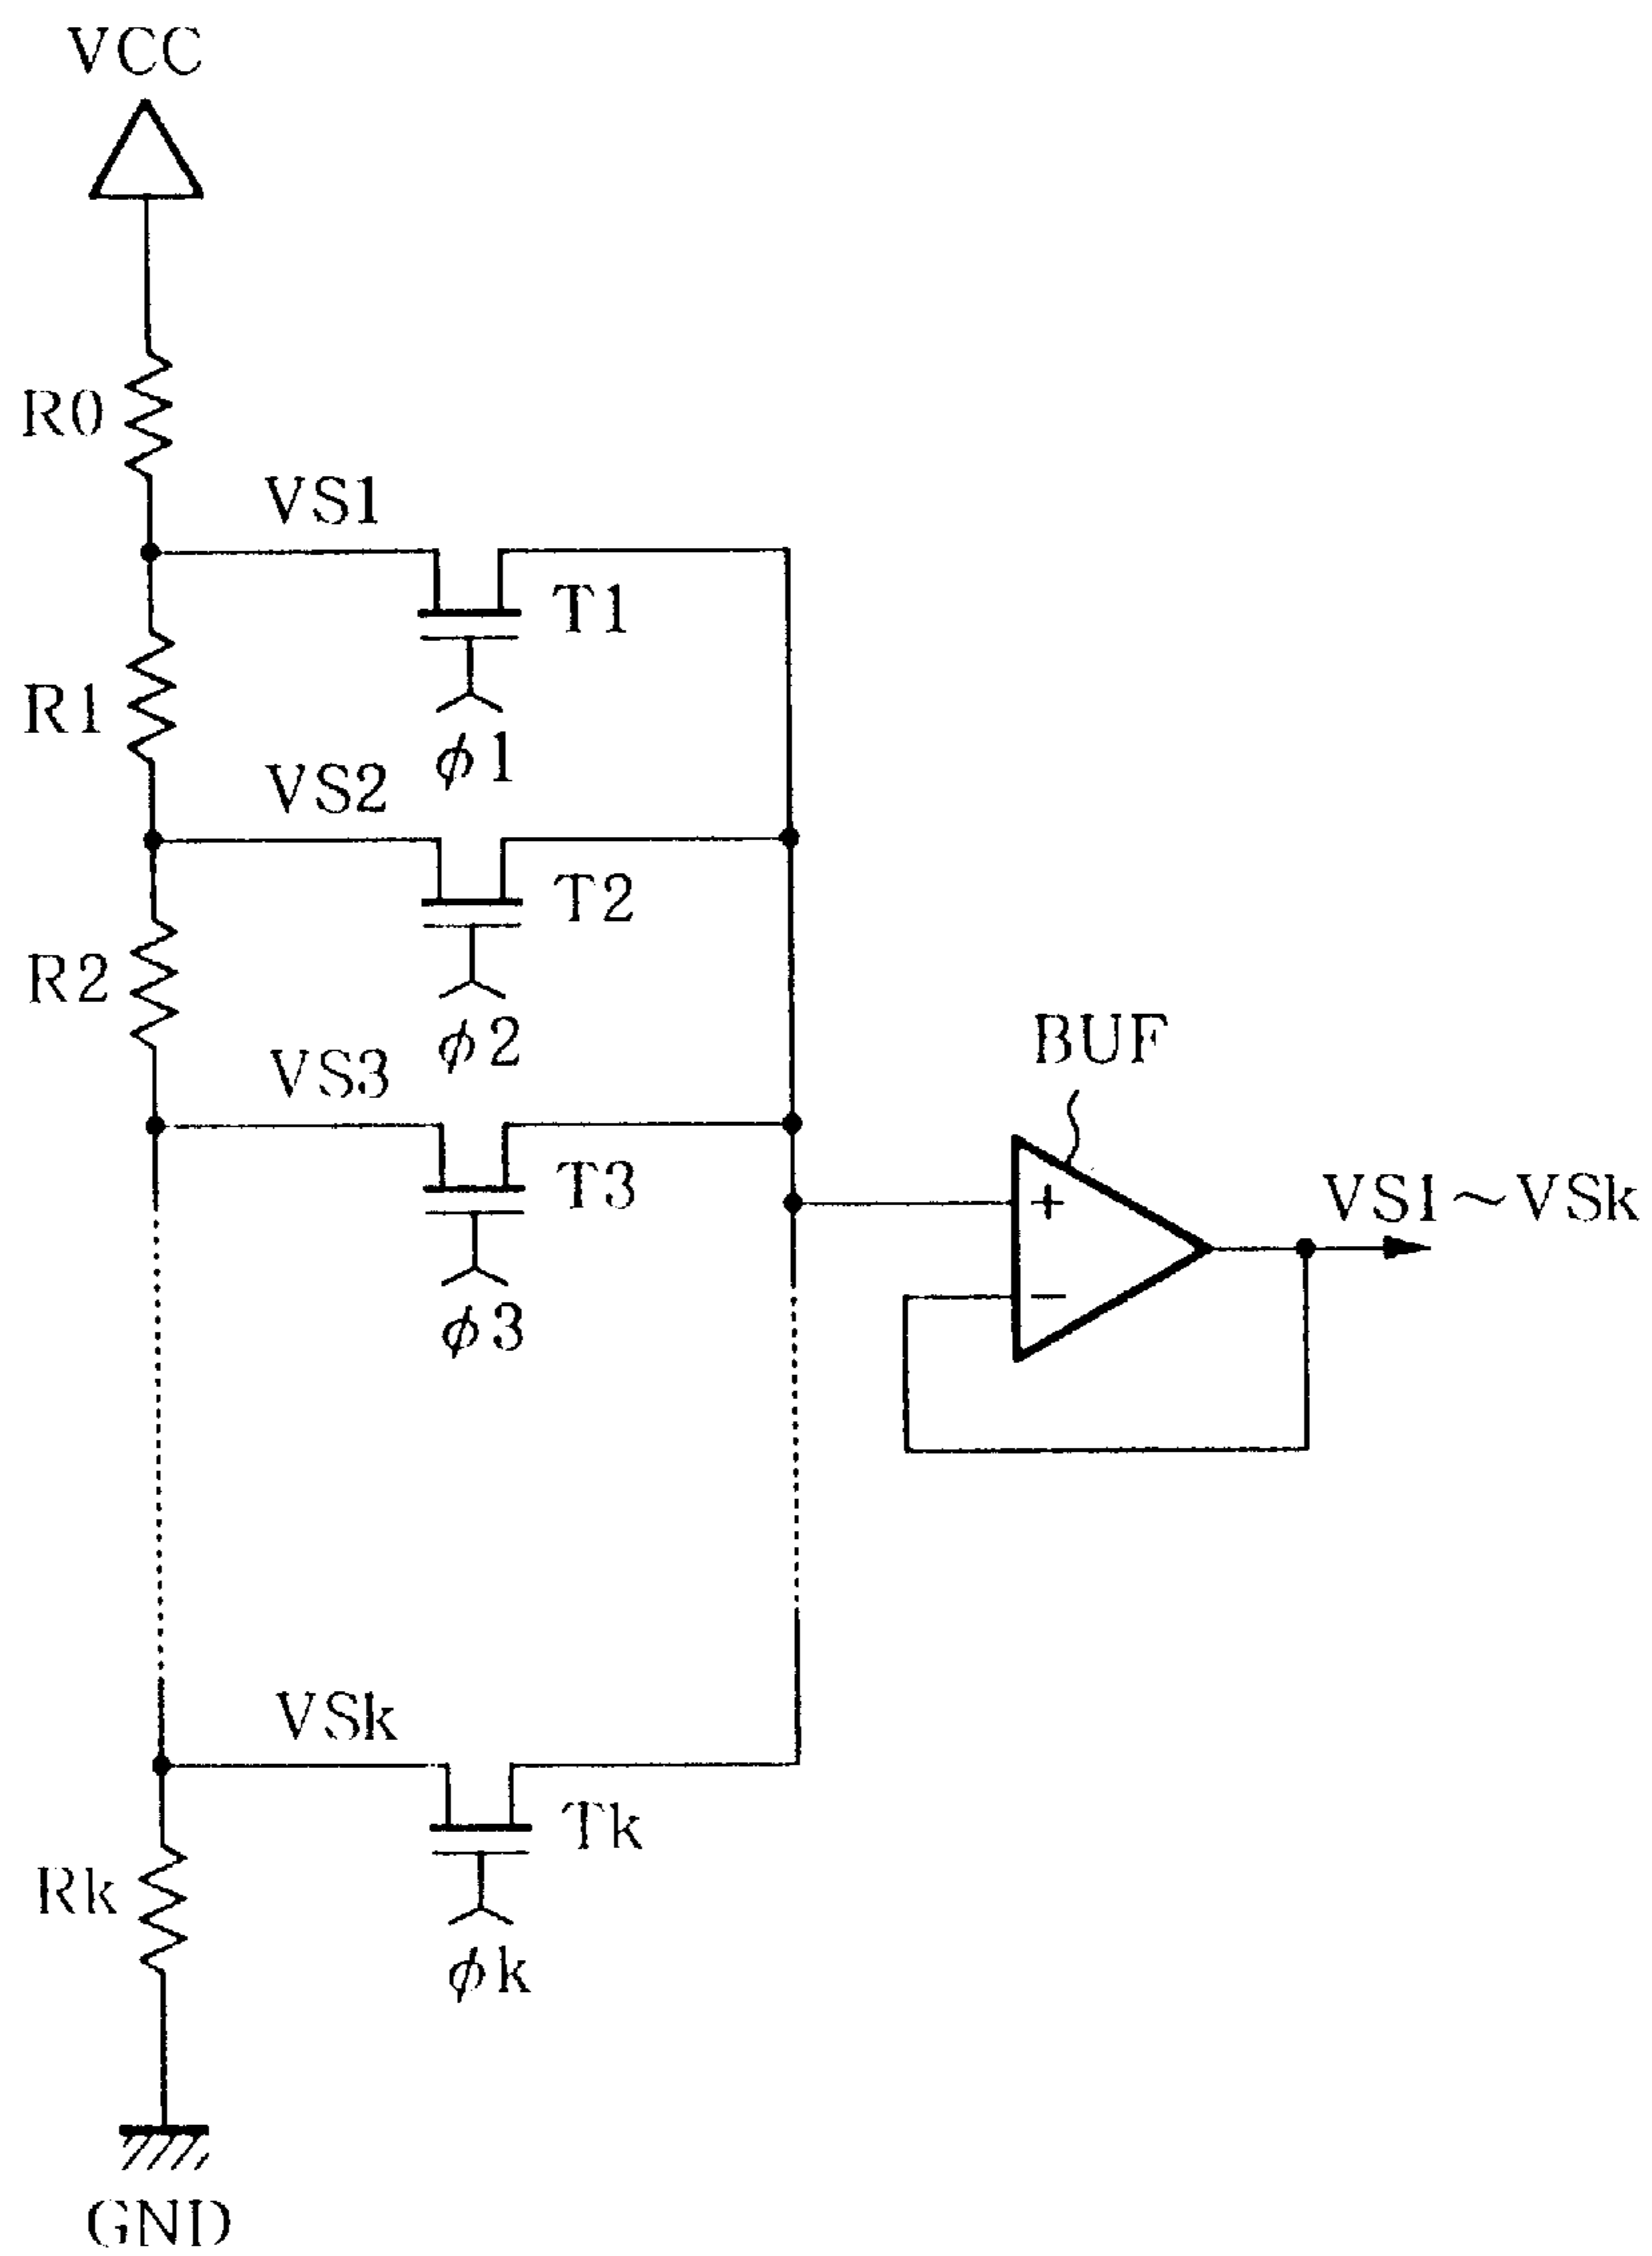 VCC
R0
VS1
T1
R1
φ1
VS2
T2
R2
φ2
BUF
VS3
T3
VS1~VSk
+
−
φ3
VSk
Tk
Rk
φk
GND